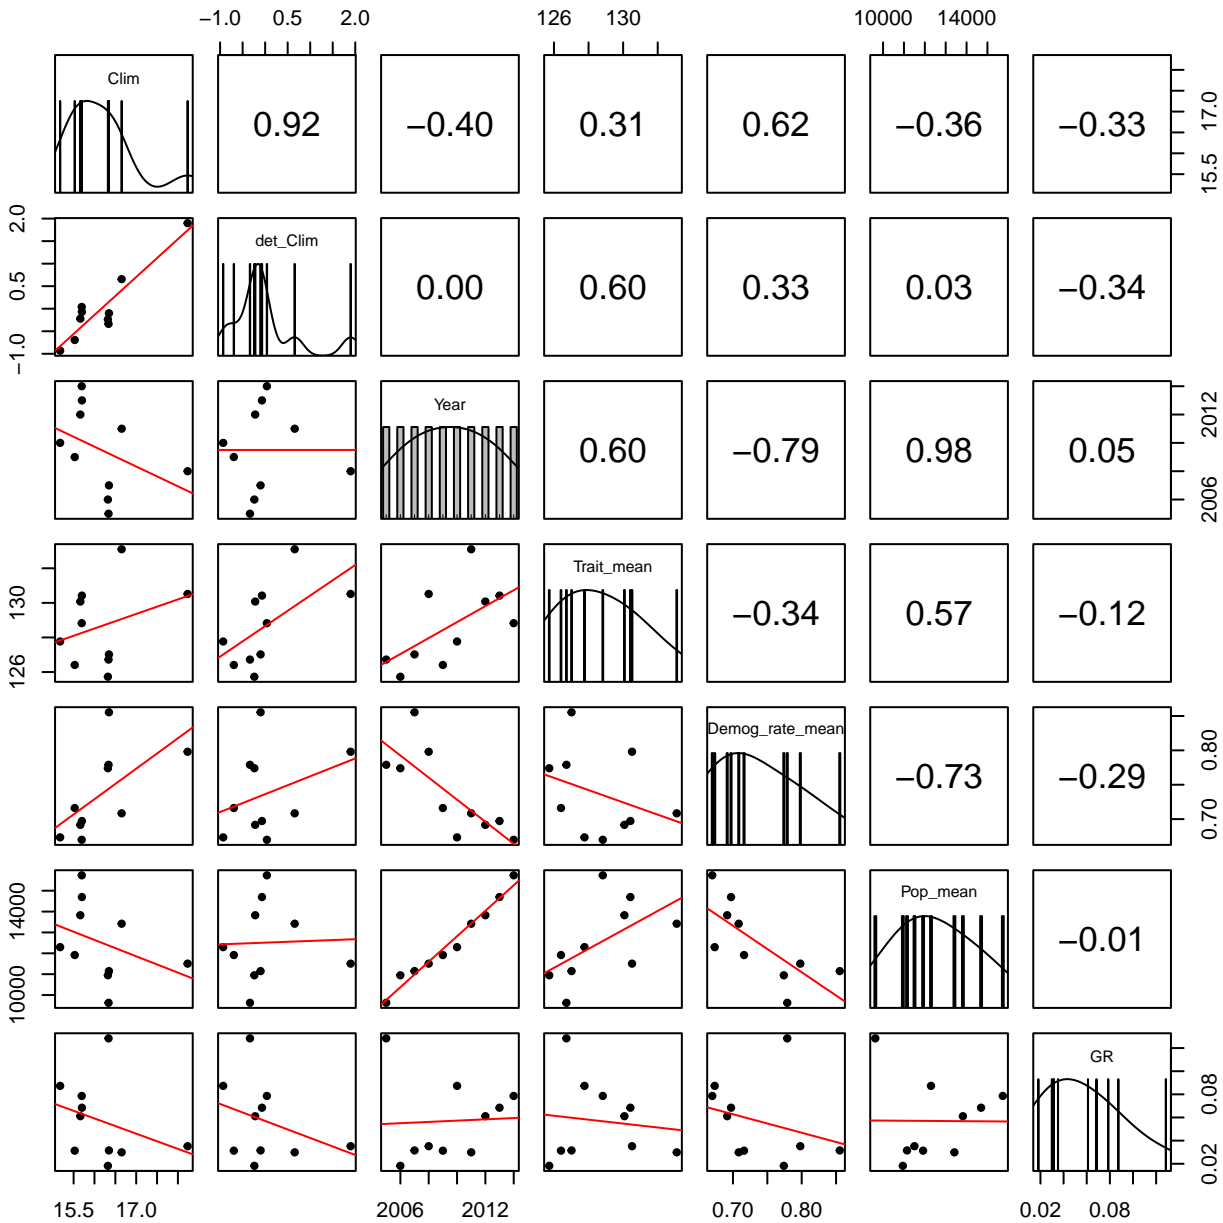 −1.0 0.5 2.0 126 130 10000 14000
Clim
0.92 −0.40 0.31 0.62 −0.36 −0.33
15.5 17.0
det_Clim
−1.0 0.5 2.0
0.00 0.60 0.33 0.03 −0.34
Year
0.60 −0.79 0.98 0.05
2006 2012
Trait_mean
126 130
−0.34 0.57 −0.12
Demog_rate_mean
−0.73 −0.29
0.70 0.80
Pop_mean
10000 14000
−0.01
GR
0.02 0.08
15.5 17.0 2006 2012 0.70 0.80 0.02 0.08